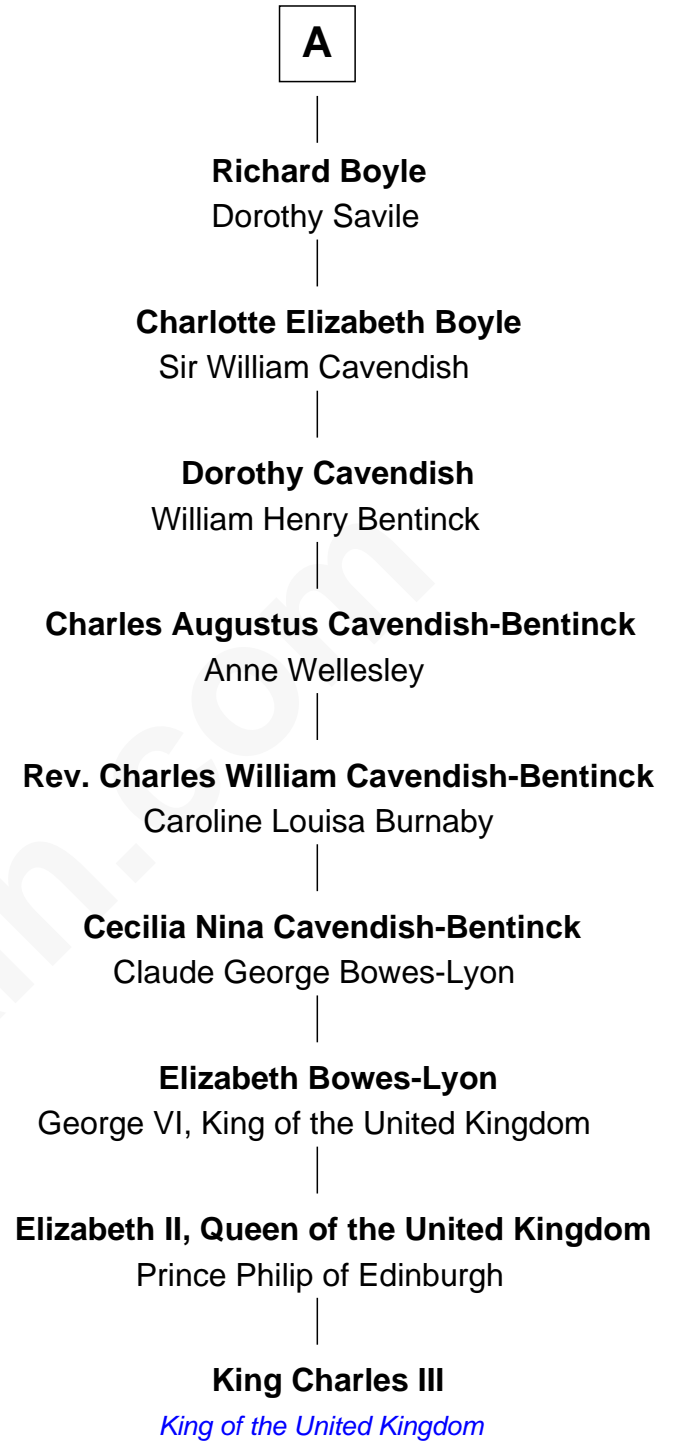 A
Richard Boyle
Dorothy Savile
Charlotte Elizabeth Boyle
Sir William Cavendish
Dorothy Cavendish
William Henry Bentinck
Charles Augustus Cavendish-Bentinck
Anne Wellesley
Rev. Charles William Cavendish-Bentinck
Caroline Louisa Burnaby
Cecilia Nina Cavendish-Bentinck
Claude George Bowes-Lyon
Elizabeth Bowes-Lyon
George VI, King of the United Kingdom
Elizabeth II, Queen of the United Kingdom
Prince Philip of Edinburgh
King Charles III
King of the United Kingdom